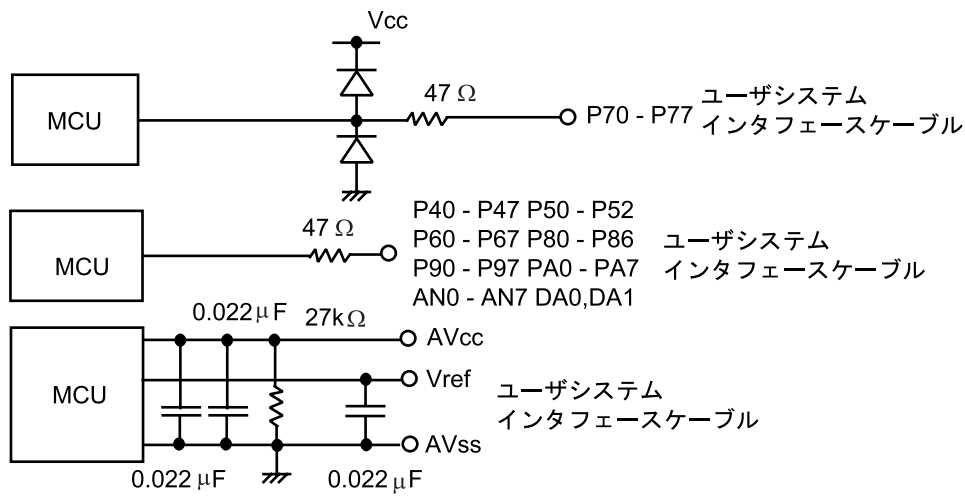 Vcc
MCU
47 Ω
P70 - P77
ユーザシステム
インタフェースケーブル
MCU
47 Ω
P40 - P47 P50 - P52
P60 - P67 P80 - P86
P90 - P97 PA0 - PA7
AN0 - AN7 DA0,DA1
ユーザシステム
インタフェースケーブル
MCU
0.022 μF
27kΩ
AVcc
Vref
AVss
ユーザシステム
インタフェースケーブル
0.022 μF
0.022 μF